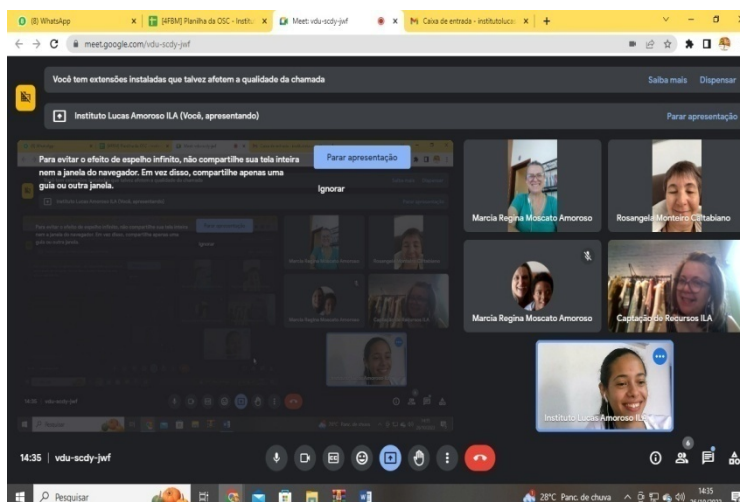 (8) WhatsApp
[4FBM] Planilha da OSC - Institu
Meet: vdu-scdy-jwf
Caixa de entrada - institutoluca
meet.google.com/vdu-scdy-jwf
Você tem extensões instaladas que talvez afetem a qualidade da chamada
Saiba mais
Dispensar
Instituto Lucas Amoroso ILA (Você, apresentando)
Parar apresentação
Para evitar o efeito de espelho infinito, não compartilhe sua tela inteira
nem a janela do navegador. Em vez disso, compartilhe apenas uma
guia ou outra janela.
Parar apresentação
Ignorar
Marcia Regina Moscato Amoroso
Rosangela Monteiro Caltabiano
Marcia Regina Moscato Amoroso
Captação de Recursos ILA
Instituto Lucas Amoroso ILA
14:35 | vdu-scdy-jwf
6
Pesquisar
28°C Panc. de chuva
14:35